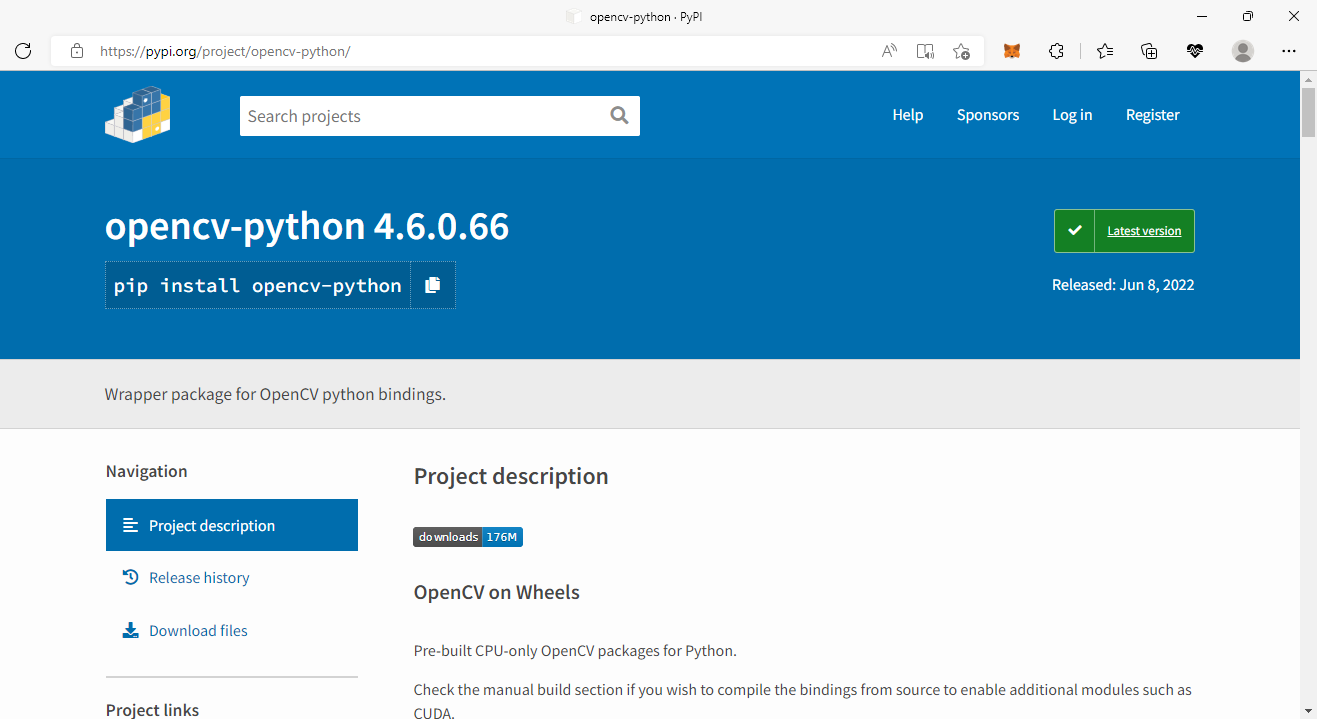 opencv-python · PyPI
https://pypi.org/project/opencv-python/
Search projects
Help Sponsors Log in Register
opencv-python 4.6.0.66
Latest version
pip install opencv-python
Released: Jun 8, 2022
Wrapper package for OpenCV python bindings.
Navigation
Project description
Release history
Download files
Project links
Project description
downloads 176M
OpenCV on Wheels
Pre-built CPU-only OpenCV packages for Python.
Check the manual build section if you wish to compile the bindings from source to enable additional modules such as
CUDA.